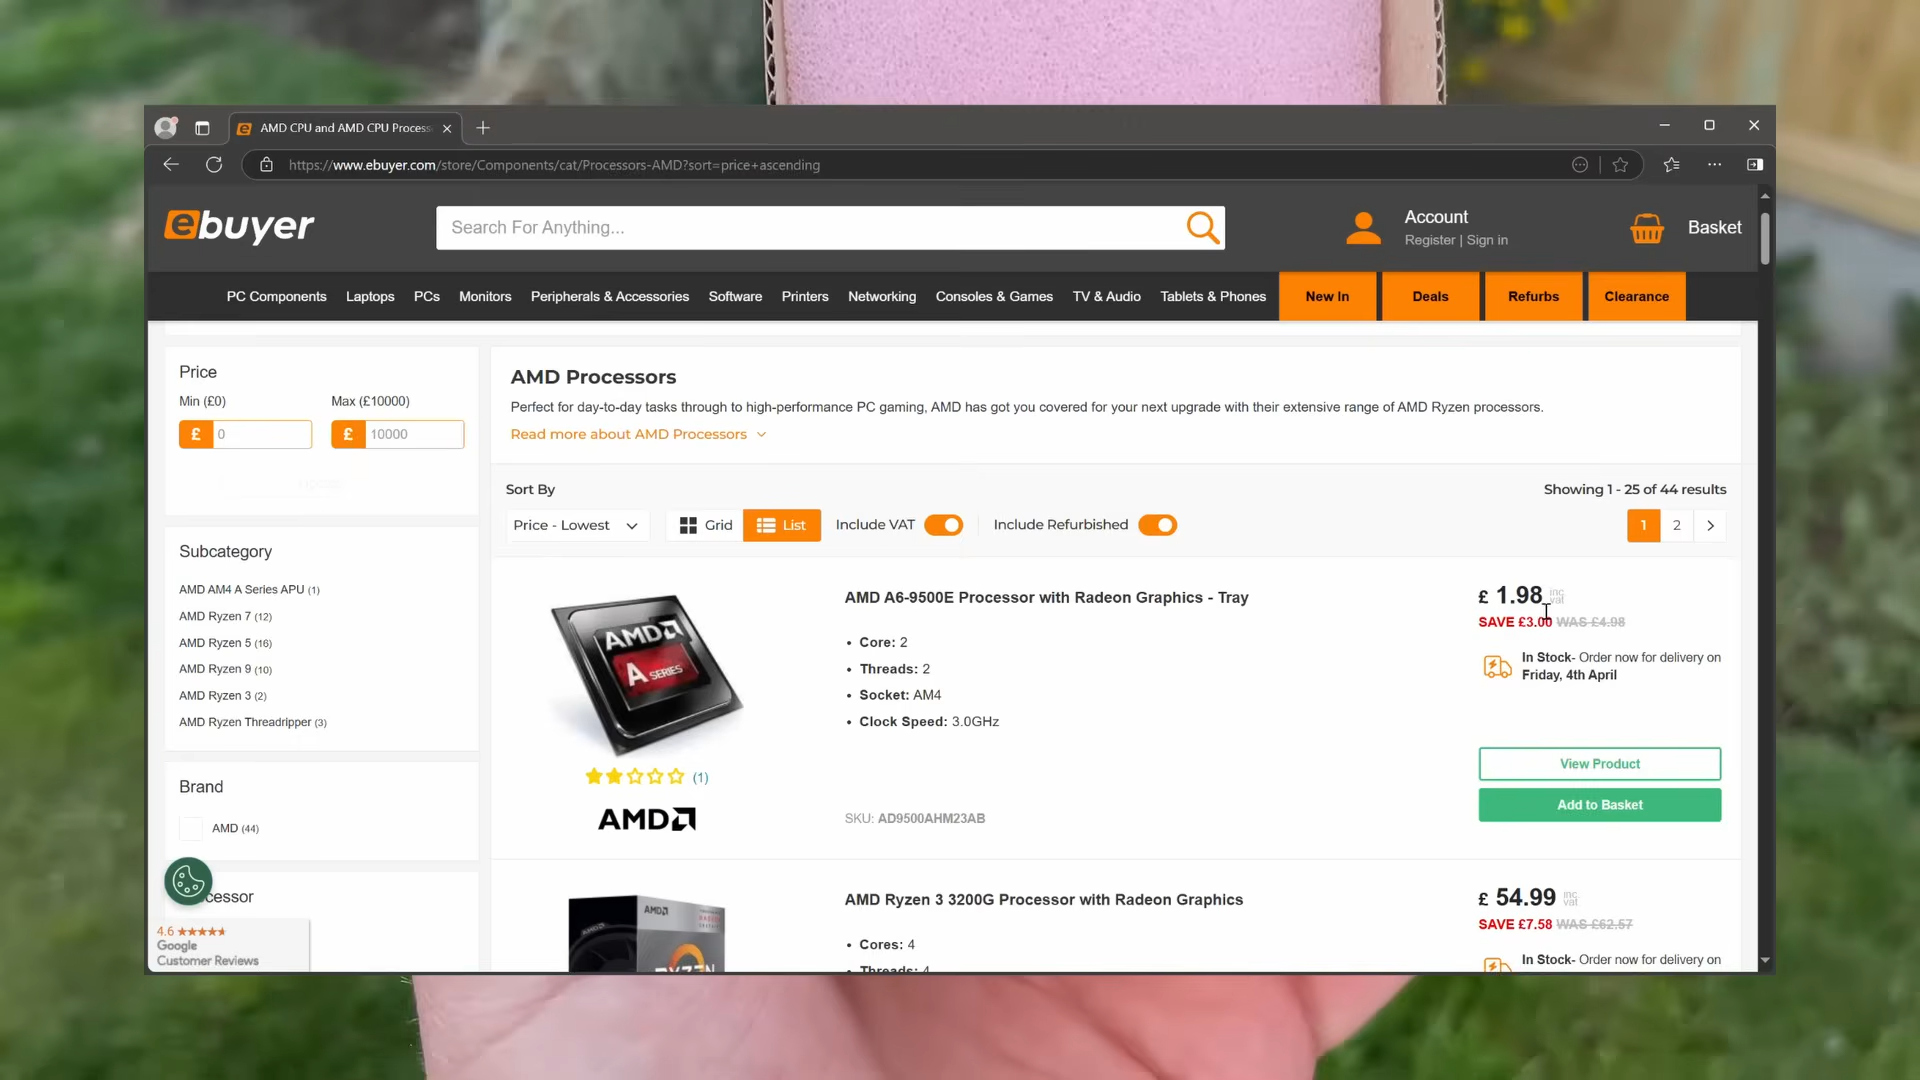 AMD CPU and AMD CPU Process
https://www.ebuyer.com/store/Components/cat/Processors-AMD?sort=price+ascending
ebuyer
Search For Anything...
Account
Register | Sign in
Basket
PC Components
Laptops
PCs
Monitors
Peripherals & Accessories
Software
Printers
Networking
Consoles & Games
TV & Audio
Tablets & Phones
New In
Deals
Refurbs
Clearance
Price
Min (£0)
Max (£10000)
£ 0
£ 10000
Subcategory
AMD AM4 A Series APU (1)
AMD Ryzen 7 (12)
AMD Ryzen 5 (16)
AMD Ryzen 9 (10)
AMD Ryzen 3 (2)
AMD Ryzen Threadripper (3)
Brand
AMD (44)
cessor
4.6
Google
Customer Reviews
AMD Processors
Perfect for day-to-day tasks through to high-performance PC gaming, AMD has got you covered for your next upgrade with their extensive range of AMD Ryzen processors.
Read more about AMD Processors
Sort By
Showing 1 - 25 of 44 results
Price - Lowest
Grid
List
Include VAT
Include Refurbished
1
2
AMD
A SERIES
(1)
AMD
AMD A6-9500E Processor with Radeon Graphics - Tray
• Core: 2
• Threads: 2
• Socket: AM4
• Clock Speed: 3.0GHz
SKU: AD9500AHM23AB
£ 1.98 inc vat
SAVE £3.00 WAS £4.98
In Stock- Order now for delivery on
Friday, 4th April
View Product
Add to Basket
AMD
RYZEN
AMD Ryzen 3 3200G Processor with Radeon Graphics
• Cores: 4
• Threads: 4
£ 54.99 inc vat
SAVE £7.58 WAS £62.57
In Stock- Order now for delivery on